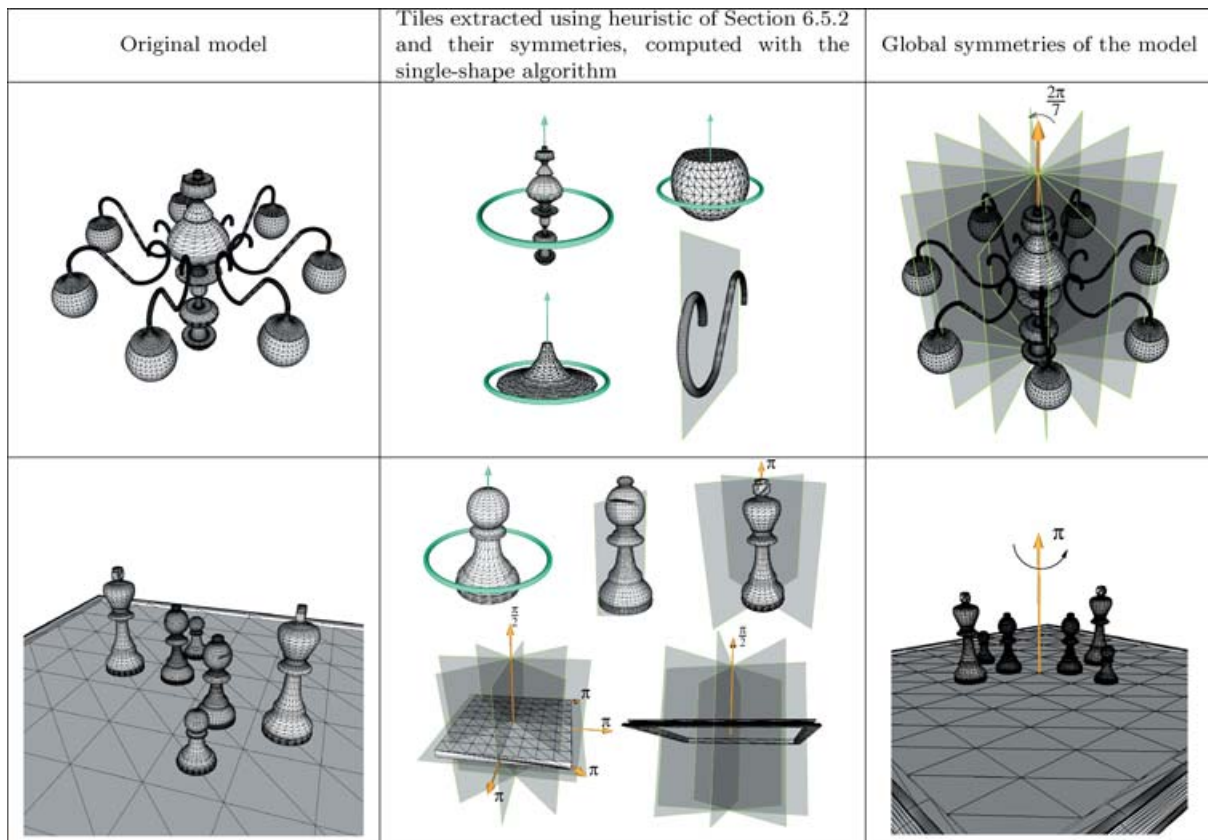 Original model
Tiles extracted using heuristic of Section 6.5.2
and their symmetries, computed with the
single-shape algorithm
Global symmetries of the model
2π/7
π
π/2
π
π
π
π
π/2
π